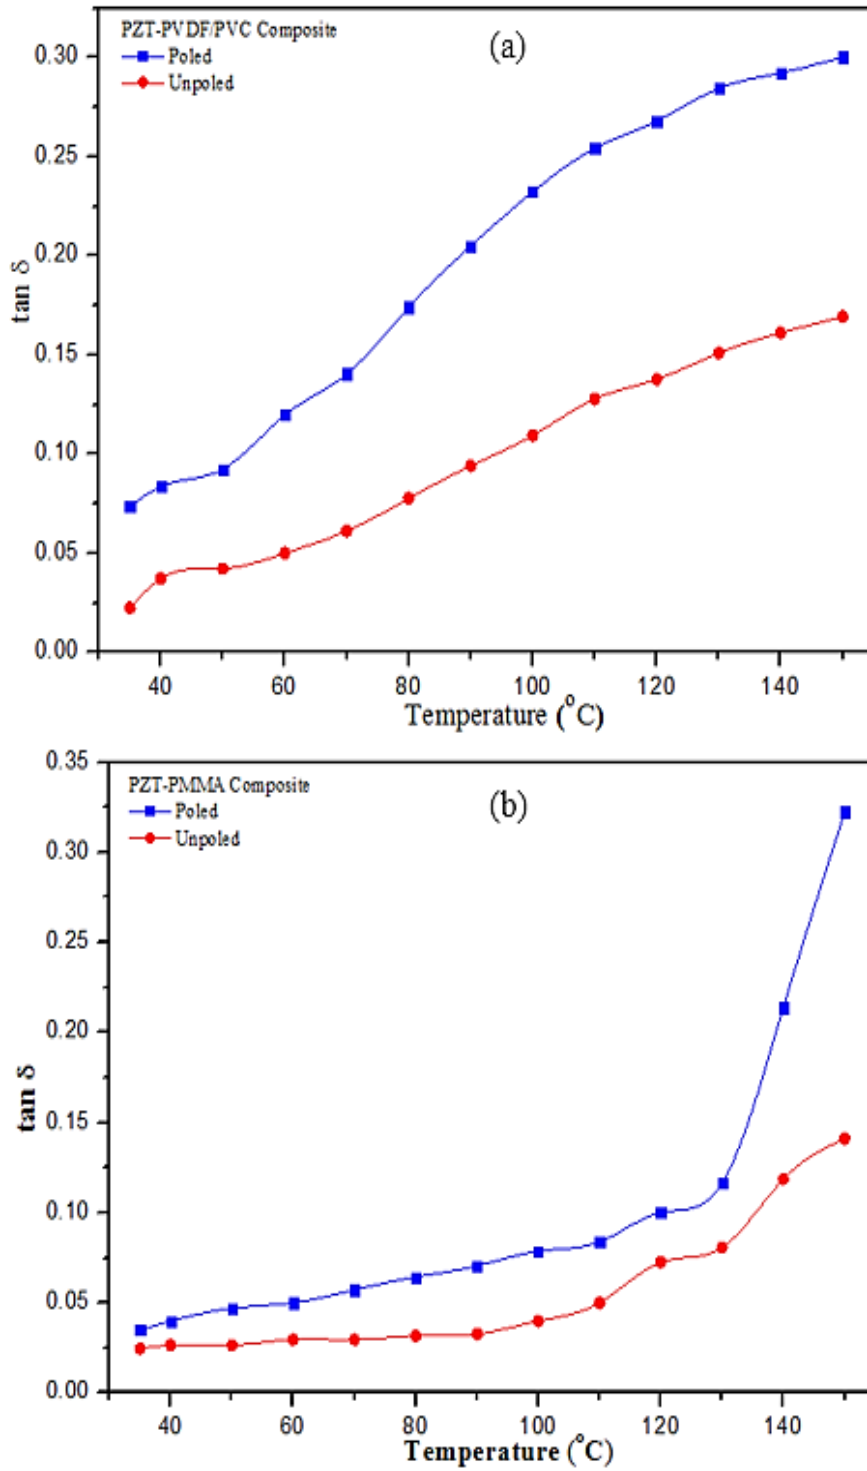 PZT-PVDF/PVC Composite
(a)
Poled
Unpoled
0.30
0.25
0.20
0.15
0.10
0.05
0.00
tan δ
40 60 80 100 120 140
Temperature (°C)
PZT-PMMA Composite
(b)
Poled
Unpoled
0.35
0.30
0.25
0.20
0.15
0.10
0.05
0.00
tan δ
40 60 80 100 120 140
Temperature (°C)